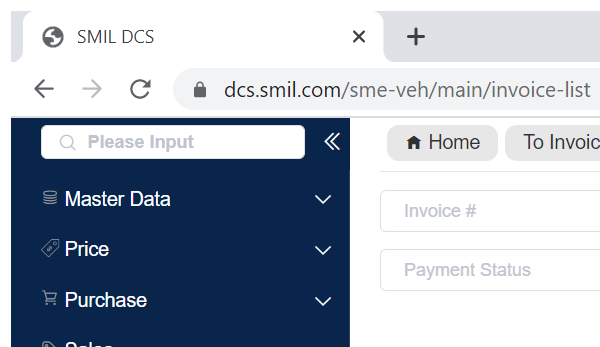 SMIL DCS
dcs.smil.com/sme-veh/main/invoice-list
Please Input
Home
To Invoic
Master Data
Invoice #
Price
Payment Status
Purchase
Sales